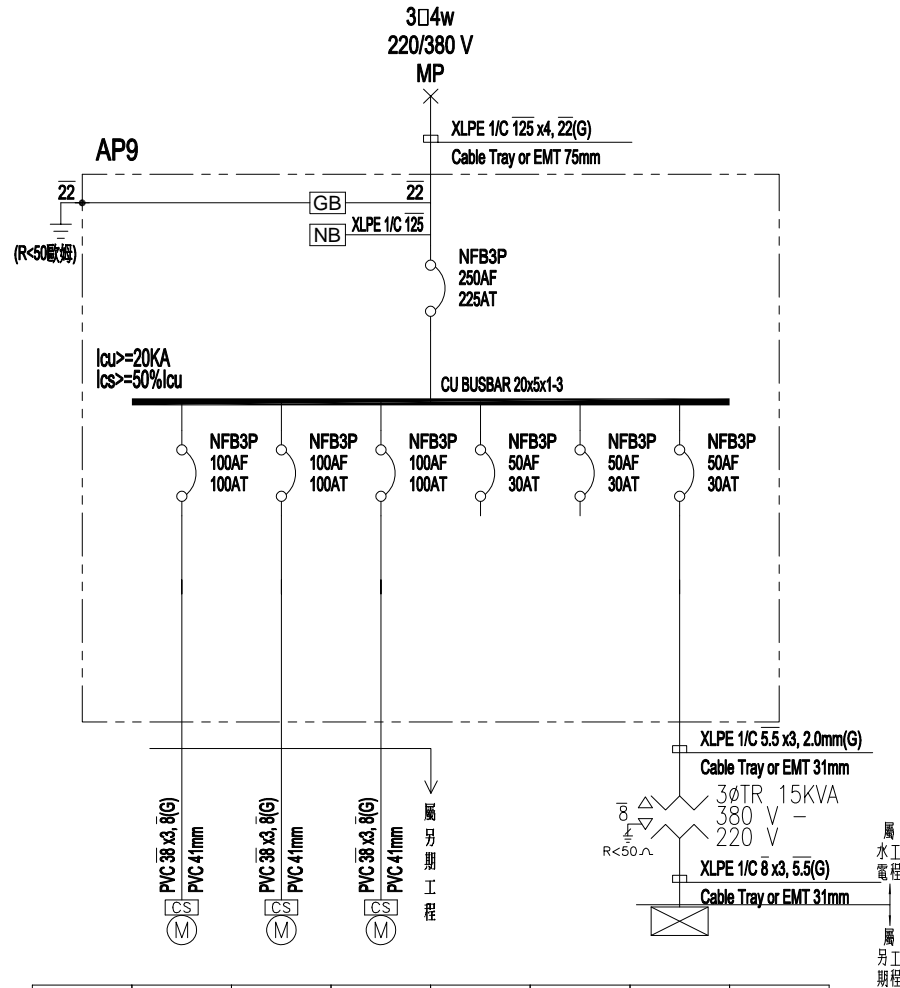 3□4w
220/380 V
MP
XLPE 1/C 125 x4, 22(G)
Cable Tray or EMT 75mm
AP9
22
GB
22
NB
XLPE 1/C 125
(R<50歐姆)
NFB3P
250AF
225AT
Icu>=20KA
Ics>=50%Icu
CU BUSBAR 20x5x1-3
NFB3P
100AF
100AT
NFB3P
100AF
100AT
NFB3P
100AF
100AT
NFB3P
50AF
30AT
NFB3P
50AF
30AT
NFB3P
50AF
30AT
XLPE 1/C 5.5 x3, 2.0mm(G)
Cable Tray or EMT 31mm
PVC 38 x3, 8(G)
PVC 41mm
PVC 38 x3, 8(G)
PVC 41mm
PVC 38 x3, 8(G)
PVC 41mm
屬另期工程
8
R<50Ω
3øTR 15KVA
380 V -
220 V
XLPE 1/C 8 x3, 5.5(G)
Cable Tray or EMT 31mm
屬水電工程
屬另期工程
CS
M
CS
M
CS
M